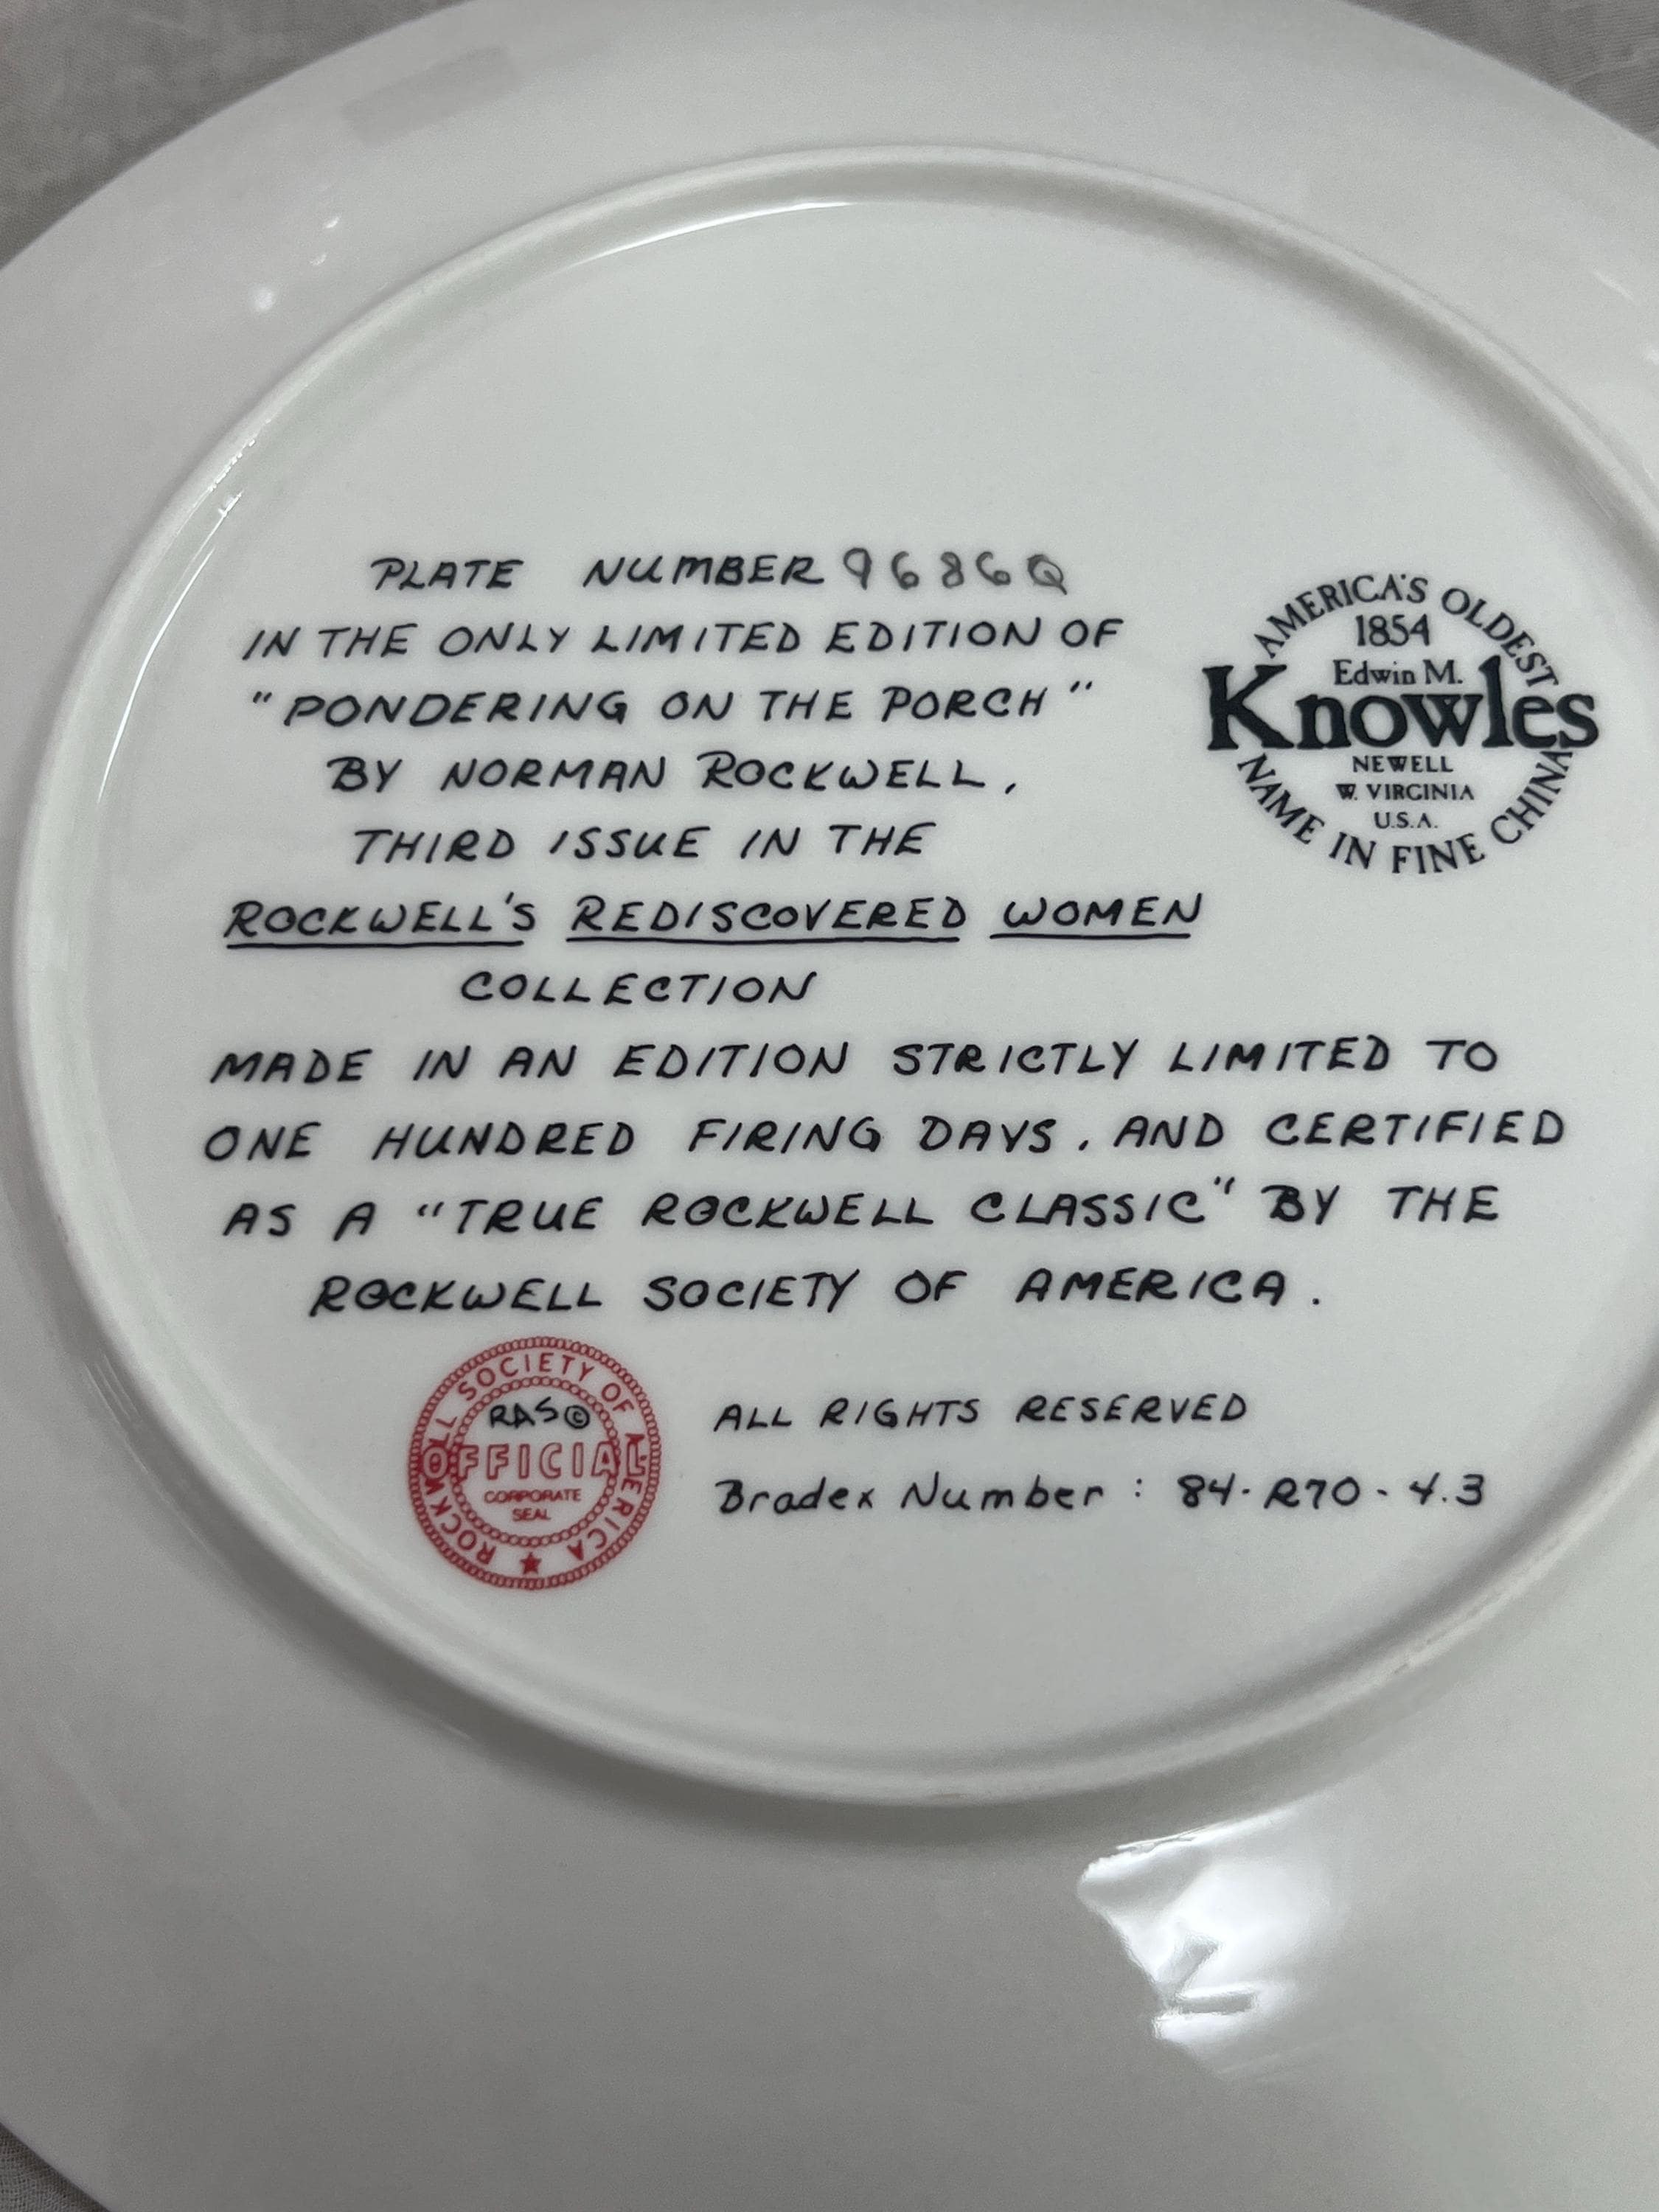 PLATE NUMBER 9686Q
IN THE ONLY LIMITED EDITION OF
"PONDERING ON THE PORCH"
BY NORMAN ROCKWELL,
THIRD ISSUE IN THE
ROCKWELL'S REDISCOVERED WOMEN
COLLECTION
MADE IN AN EDITION STRICTLY LIMITED TO
ONE HUNDRED FIRING DAYS, AND CERTIFIED
AS A "TRUE ROCKWELL CLASSIC" BY THE
ROCKWELL SOCIETY OF AMERICA.
AMERICA'S OLDEST
1854
Edwin M.
Knowles
NEWELL
W. VIRGINIA
U.S.A.
NAME IN FINE CHINA
ROCKWELL SOCIETY OF AMERICA
RAS©
OFFICIAL
CORPORATE
SEAL
ALL RIGHTS RESERVED
Bradex Number: 84-R70-4.3